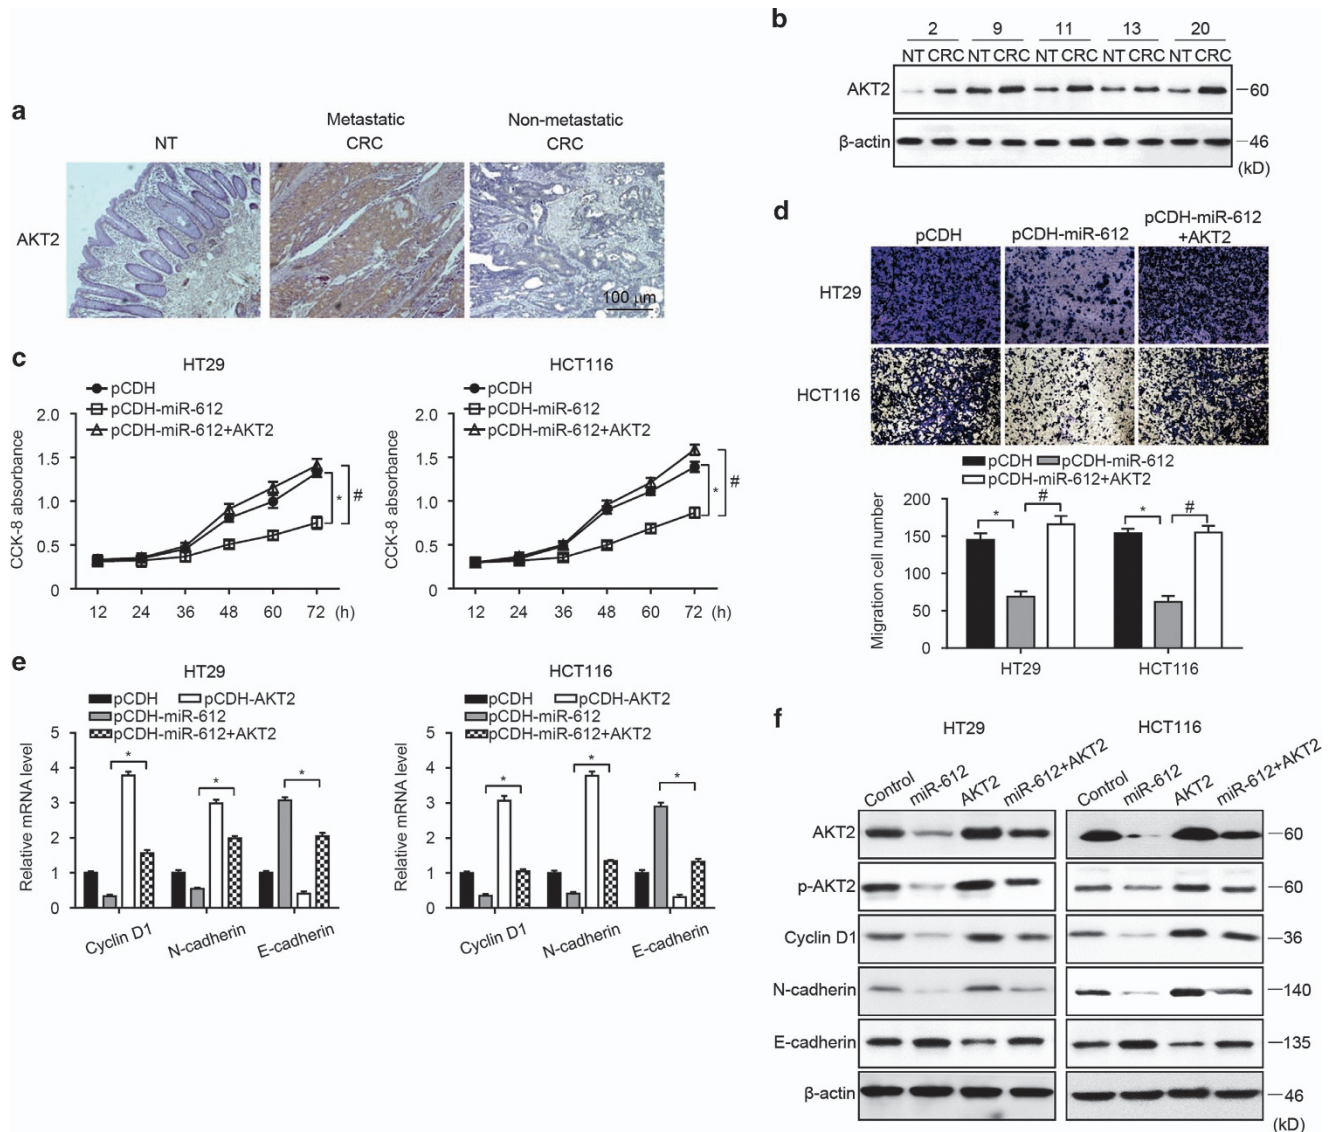 a
NT
Metastatic
CRC
Non-metastatic
CRC
AKT2
100 μm
b
2 9 11 13 20
NT CRC NT CRC NT CRC NT CRC NT CRC
AKT2
60
β-actin
46
(kD)
c
HT29
pCDH
pCDH-miR-612
pCDH-miR-612+AKT2
CCK-8 absorbance
2.0
1.5
1.0
0.5
0
* #
12 24 36 48 60 72 (h)
HCT116
pCDH
pCDH-miR-612
pCDH-miR-612+AKT2
CCK-8 absorbance
2.0
1.5
1.0
0.5
0
* #
12 24 36 48 60 72 (h)
d
pCDH
pCDH-miR-612
pCDH-miR-612
+AKT2
HT29
HCT116
pCDH pCDH-miR-612
pCDH-miR-612+AKT2
Migration cell number
200
150
100
50
0
* # * #
HT29 HCT116
e
HT29
pCDH pCDH-AKT2
pCDH-miR-612
pCDH-miR-612+AKT2
Relative mRNA level
5
4
3
2
1
0
* * *
Cyclin D1 N-cadherin E-cadherin
HCT116
pCDH pCDH-AKT2
pCDH-miR-612
pCDH-miR-612+AKT2
Relative mRNA level
5
4
3
2
1
0
* * *
Cyclin D1 N-cadherin E-cadherin
f
HT29 HCT116
Control miR-612 AKT2 miR-612+AKT2 Control miR-612 AKT2 miR-612+AKT2
AKT2 60
p-AKT2 60
Cyclin D1 36
N-cadherin 140
E-cadherin 135
β-actin 46
(kD)